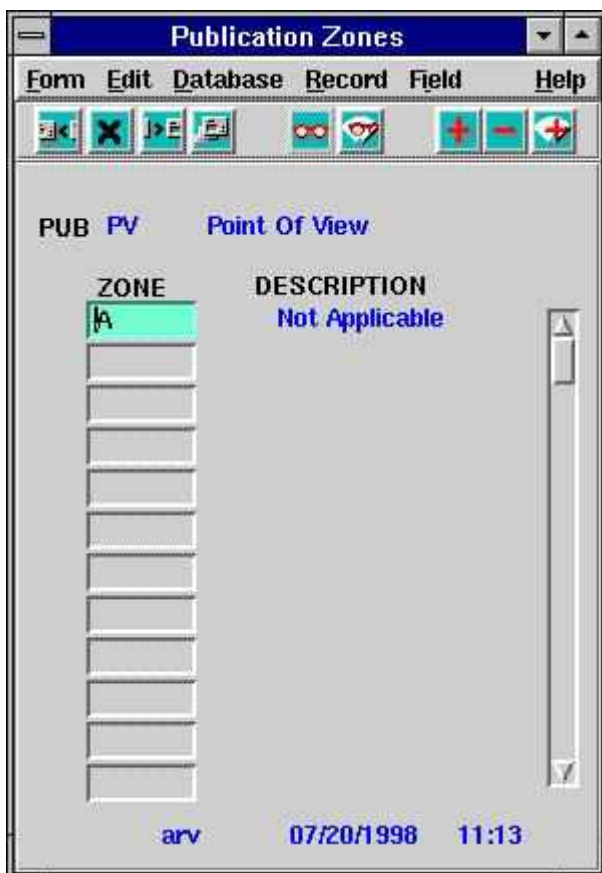 Publication Zones
Form Edit Database Record Field Help
PUB PV Point Of View
ZONE DESCRIPTION
A Not Applicable
arv 07/20/1998 11:13